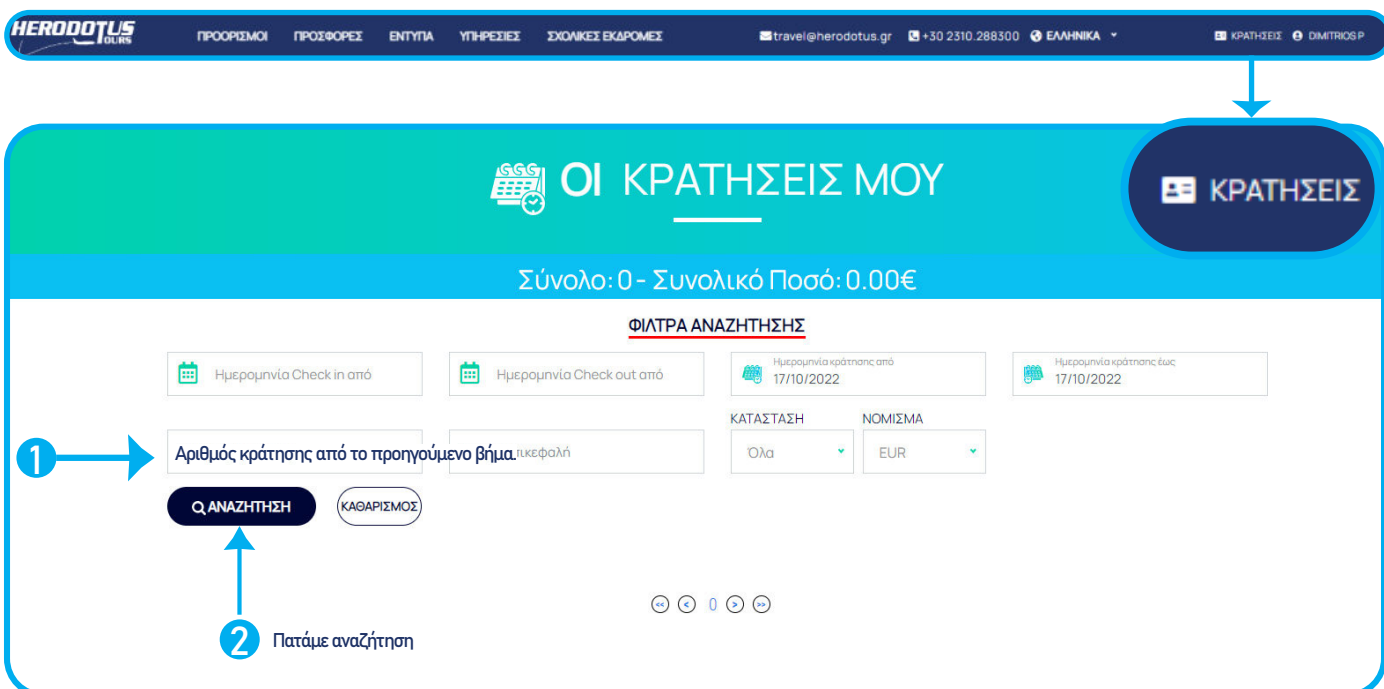 HERODOTUS TOURS ΠΡΟΟΡΙΣΜΟΙ ΠΡΟΣΦΟΡΕΣ ΕΝΤΥΠΑ ΥΠΗΡΕΣΙΕΣ ΣΧΟΛΙΚΕΣ ΕΚΔΡΟΜΕΣ travel@herodotus.gr +30 2310.288300 ΕΛΛΗΝΙΚΑ ΚΡΑΤΗΣΕΙΣ DIMITRIOS P
ΟΙ ΚΡΑΤΗΣΕΙΣ ΜΟΥ
ΚΡΑΤΗΣΕΙΣ
Σύνολο: 0 - Συνολικό Ποσό: 0.00€
ΦΙΛΤΡΑ ΑΝΑΖΗΤΗΣΗΣ
Ημερομηνία Check in από
Ημερομηνία Check out από
Ημερομηνία κράτησης από
17/10/2022
Ημερομηνία κράτησης έως
17/10/2022
ΚΑΤΑΣΤΑΣΗ ΝΟΜΙΣΜΑ
1 Αριθμός κράτησης από το προηγούμενο βήμα. Όλα EUR
ΑΝΑΖΗΤΗΣΗ ΚΑΘΑΡΙΣΜΟΣ
<< < 0 > >>
2 Πατάμε αναζήτηση